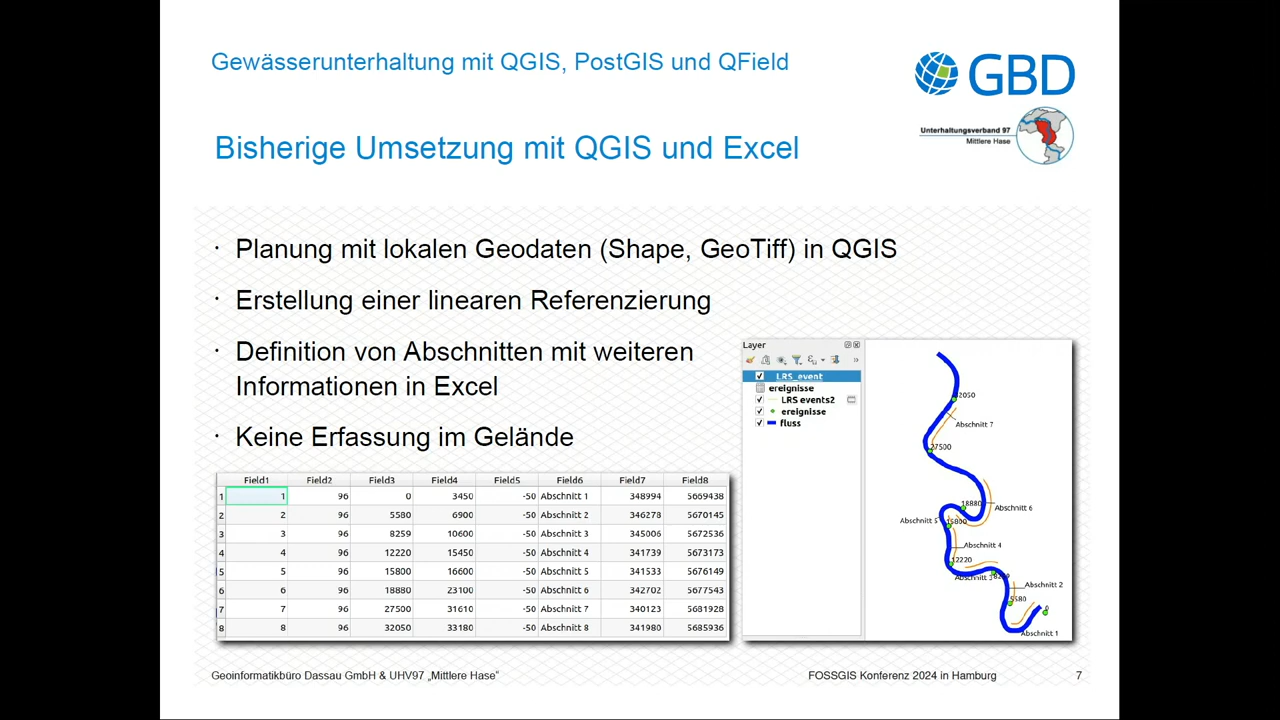 Gewässerunterhaltung mit QGIS, PostGIS und QField
GBD
Unterhaltungsverband 97
Mittlere Hase
Bisherige Umsetzung mit QGIS und Excel
· Planung mit lokalen Geodaten (Shape, GeoTiff) in QGIS
· Erstellung einer linearen Referenzierung
· Definition von Abschnitten mit weiteren
Informationen in Excel
· Keine Erfassung im Gelände
Field1 Field2 Field3 Field4 Field5 Field6 Field7 Field8
1 1 96 0 3450 -50 Abschnitt 1 348994 5669438
2 2 96 5580 6900 -50 Abschnitt 2 346278 5670145
3 3 96 8259 10600 -50 Abschnitt 3 345006 5672536
4 4 96 12220 15450 -50 Abschnitt 4 341739 5673173
5 5 96 15800 16600 -50 Abschnitt 5 341533 5676149
6 6 96 18880 23100 -50 Abschnitt 6 342702 5677543
7 7 96 27500 31610 -50 Abschnitt 7 340123 5681928
8 8 96 32050 33180 -50 Abschnitt 8 341980 5685936
Layer
LRS_event
ereignisse
LRS events2
ereignisse
fluss
Abschnitt 7
27500
18880
Abschnitt 6
Abschnitt 5
15800
Abschnitt 4
12220
Abschnitt 3
Abschnitt 2
5580
0
Abschnitt 1
Geoinformatikbüro Dassau GmbH & UHV97 „Mittlere Hase“
FOSSGIS Konferenz 2024 in Hamburg
7